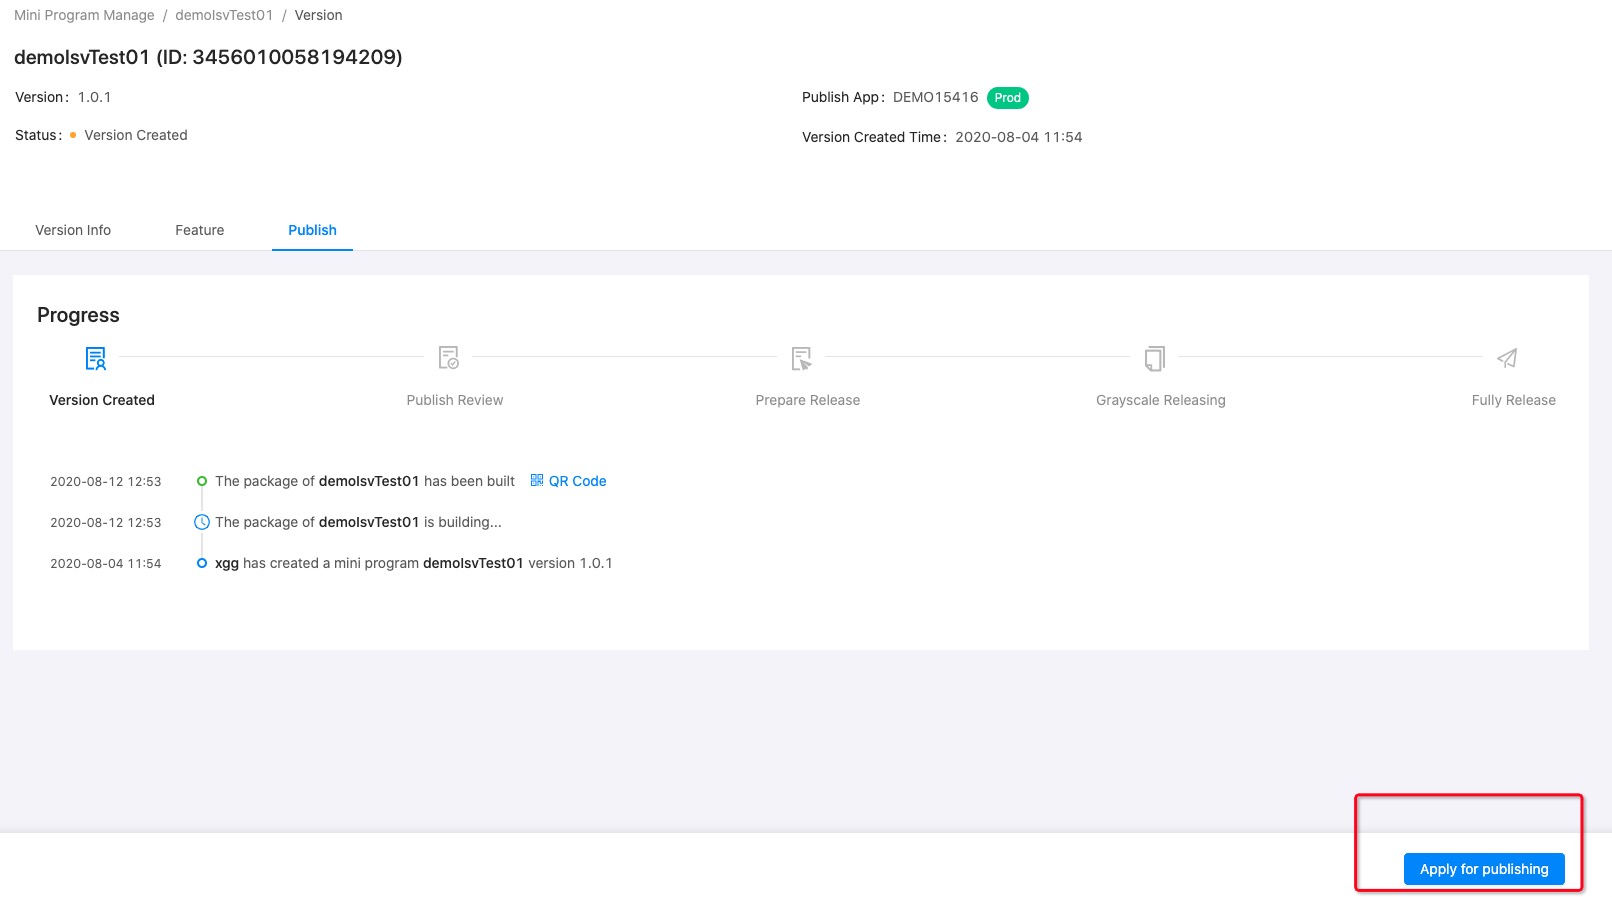 Mini Program Manage / demoIsvTest01 / Version
demoIsvTest01 (ID: 3456010058194209)
Version: 1.0.1
Publish App: DEMO15416 Prod
Status: Version Created
Version Created Time: 2020-08-04 11:54
Version Info Feature Publish
Progress
Version Created Publish Review Prepare Release Grayscale Releasing Fully Release
2020-08-12 12:53 The package of demoIsvTest01 has been built QR Code
2020-08-12 12:53 The package of demoIsvTest01 is building...
2020-08-04 11:54 xgg has created a mini program demoIsvTest01 version 1.0.1
Apply for publishing